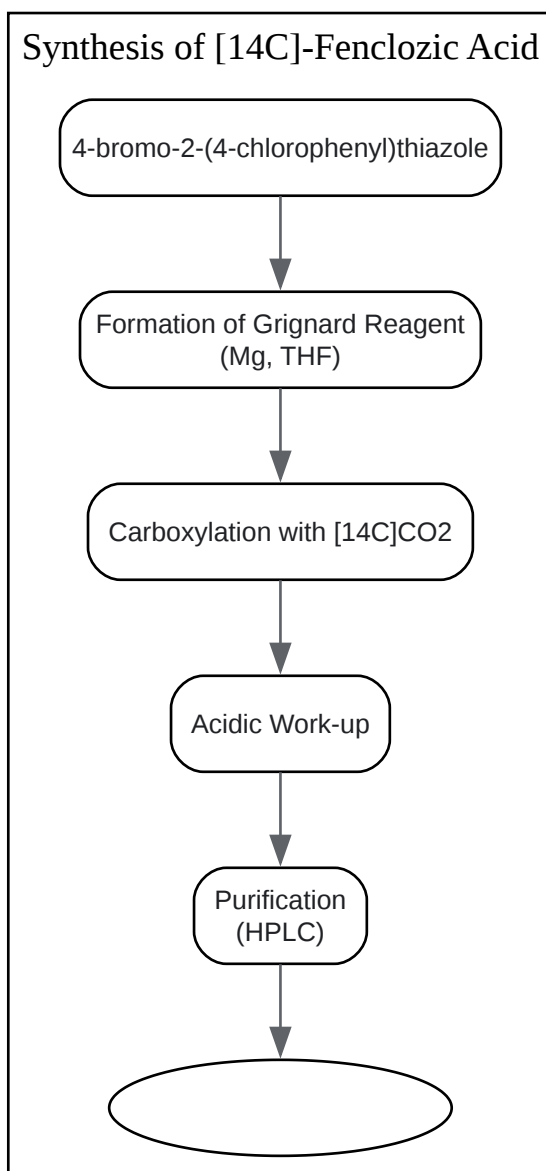 Synthesis of [14C]-Fenclozic Acid
4-bromo-2-(4-chlorophenyl)thiazole
Formation of Grignard Reagent
(Mg, THF)
Carboxylation with [14C]CO2
Acidic Work-up
Purification
(HPLC)